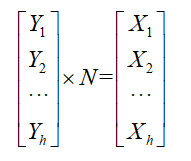 [Y₁ Y₂ ... Yₕ] × N = [X₁ X₂ ... Xₕ]